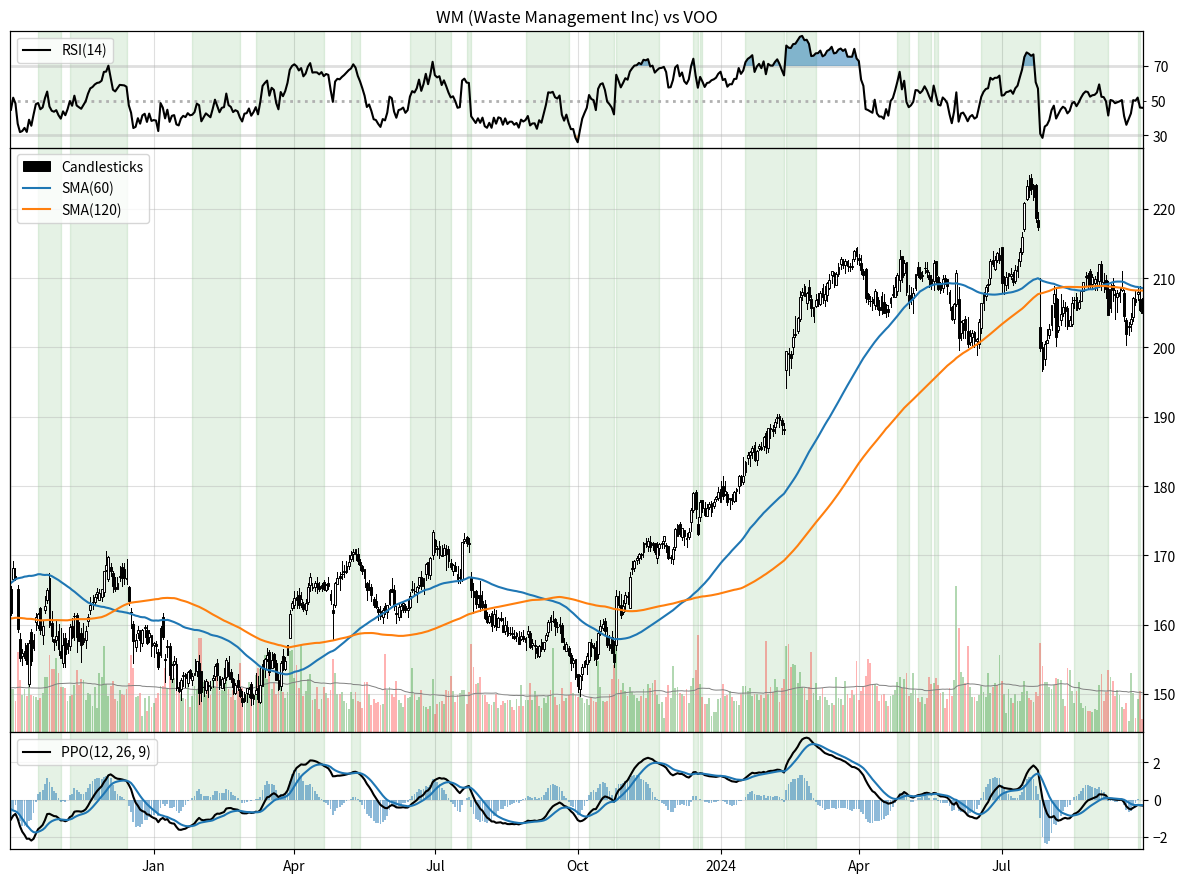 WM (Waste Management Inc) vs VOO
RSI(14)
70
50
30
Candlesticks
SMA(60)
SMA(120)
220
210
200
190
180
170
160
150
PPO(12, 26, 9)
2
0
−2
Jan
Apr
Jul
Oct
2024
Apr
Jul